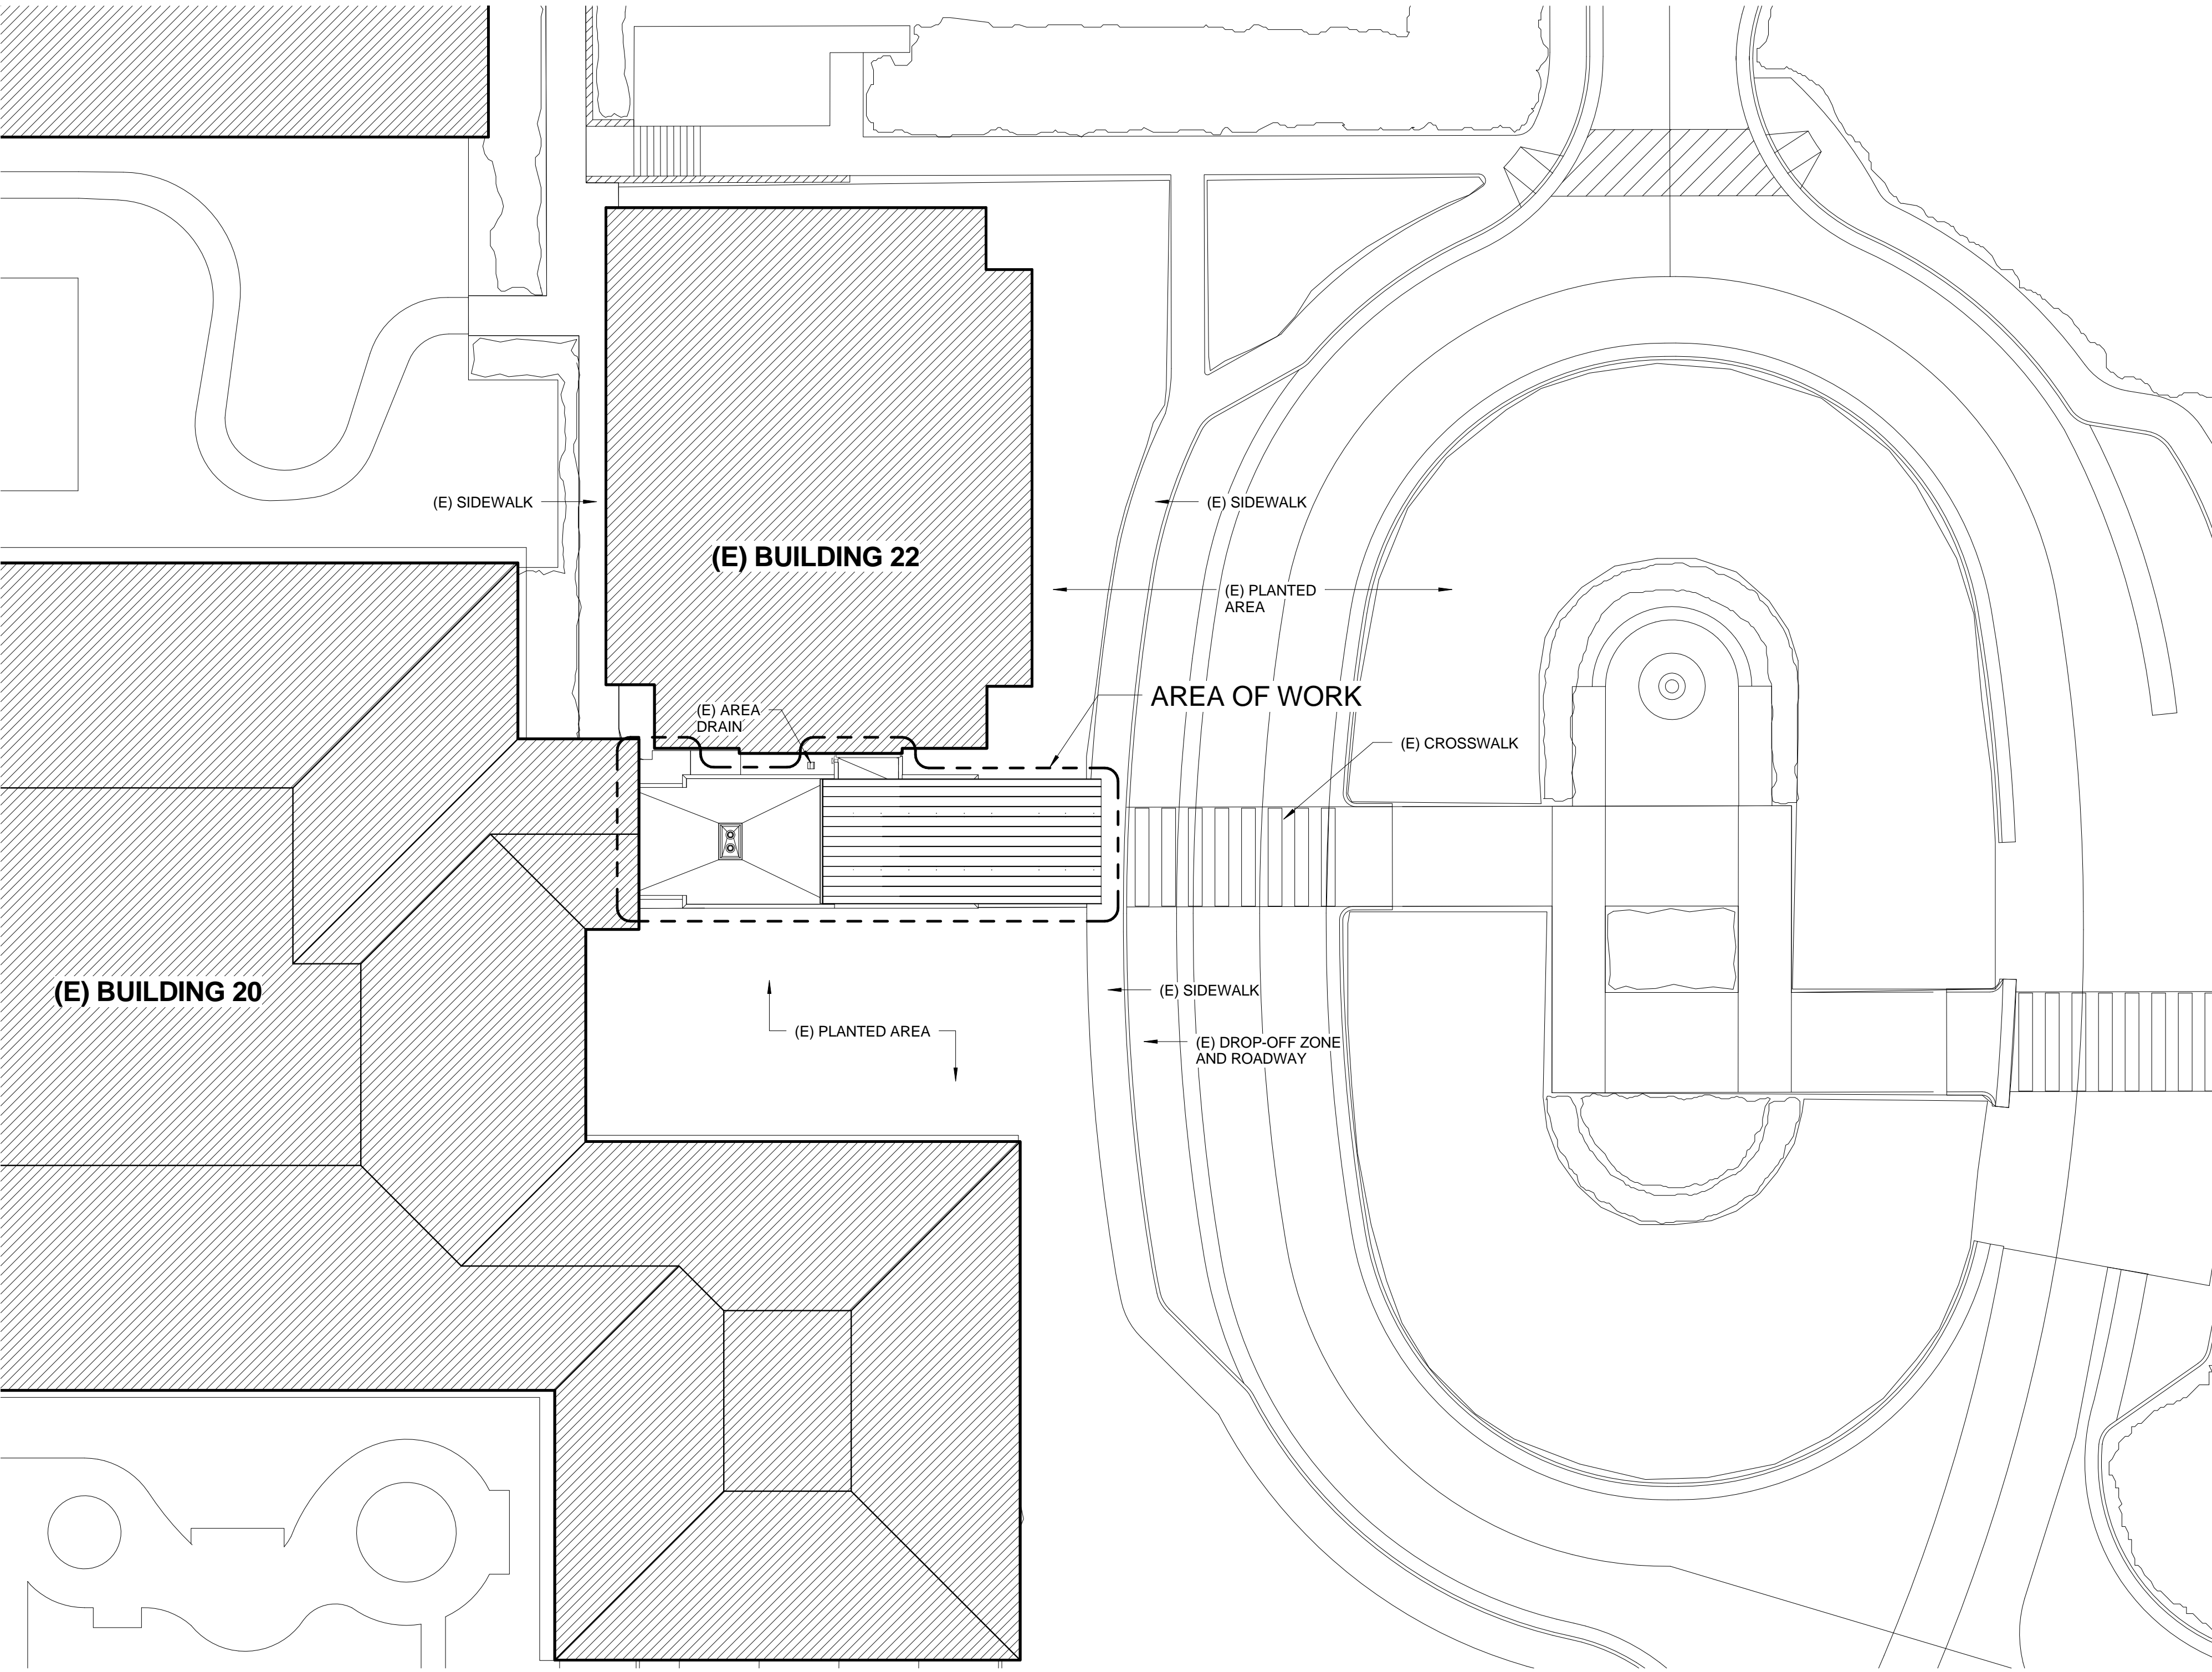 (E) SIDEWALK
(E) SIDEWALK
(E) BUILDING 22
(E) PLANTED
AREA
AREA OF WORK
(E) AREA
DRAIN
(E) CROSSWALK
(E) BUILDING 20
(E) SIDEWALK
(E) PLANTED AREA
(E) DROP-OFF ZONE
AND ROADWAY